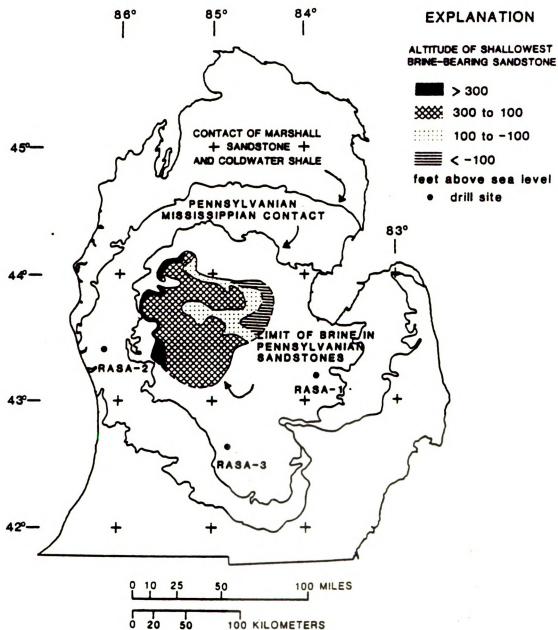 86°
85°
84°
EXPLANATION
ALTITUDE OF SHALLOWEST
BRINE-BEARING SANDSTONE
> 300
300 to 100
100 to -100
< -100
feet above sea level
drill site
45°
CONTACT OF MARSHALL
SANDSTONE
AND COLDWATER SHALE
PENNSYLVANIAN
MISSISSIPPIAN CONTACT
83°
44°
LIMIT OF BRINE IN
PENNSYLVANIAN
SANDSTONES
RASA-2
RASA-1
43°
RASA-3
42°
0 10 25 50 100 MILES
0 20 50 100 KILOMETERS